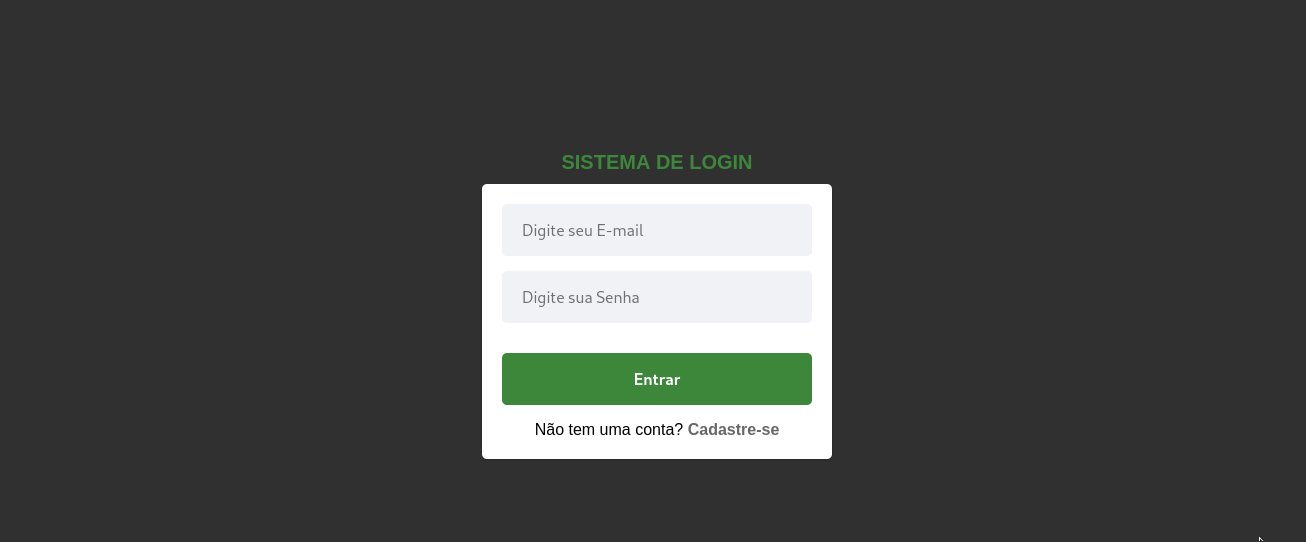 SISTEMA DE LOGIN
Digite seu E-mail
Digite sua Senha
Entrar
Não tem uma conta? Cadastre-se